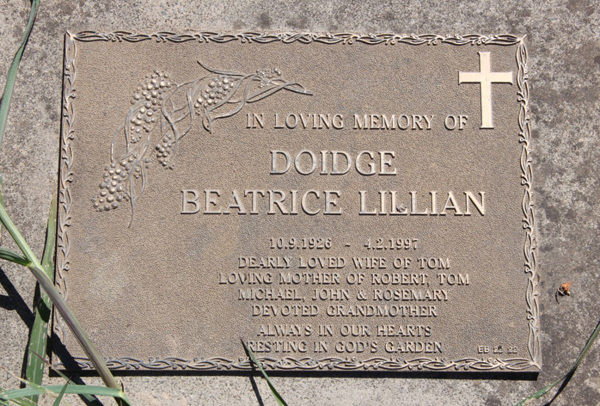 IN LOVING MEMORY OF
DOIDGE
BEATRICE LILLIAN
10.9.1926 - 4.2.1997
DEARLY LOVED WIFE OF TOM
LOVING MOTHER OF ROBERT, TOM
MICHAEL, JOHN & ROSEMARY
DEVOTED GRANDMOTHER
ALWAYS IN OUR HEARTS
RESTING IN GOD'S GARDEN
EB